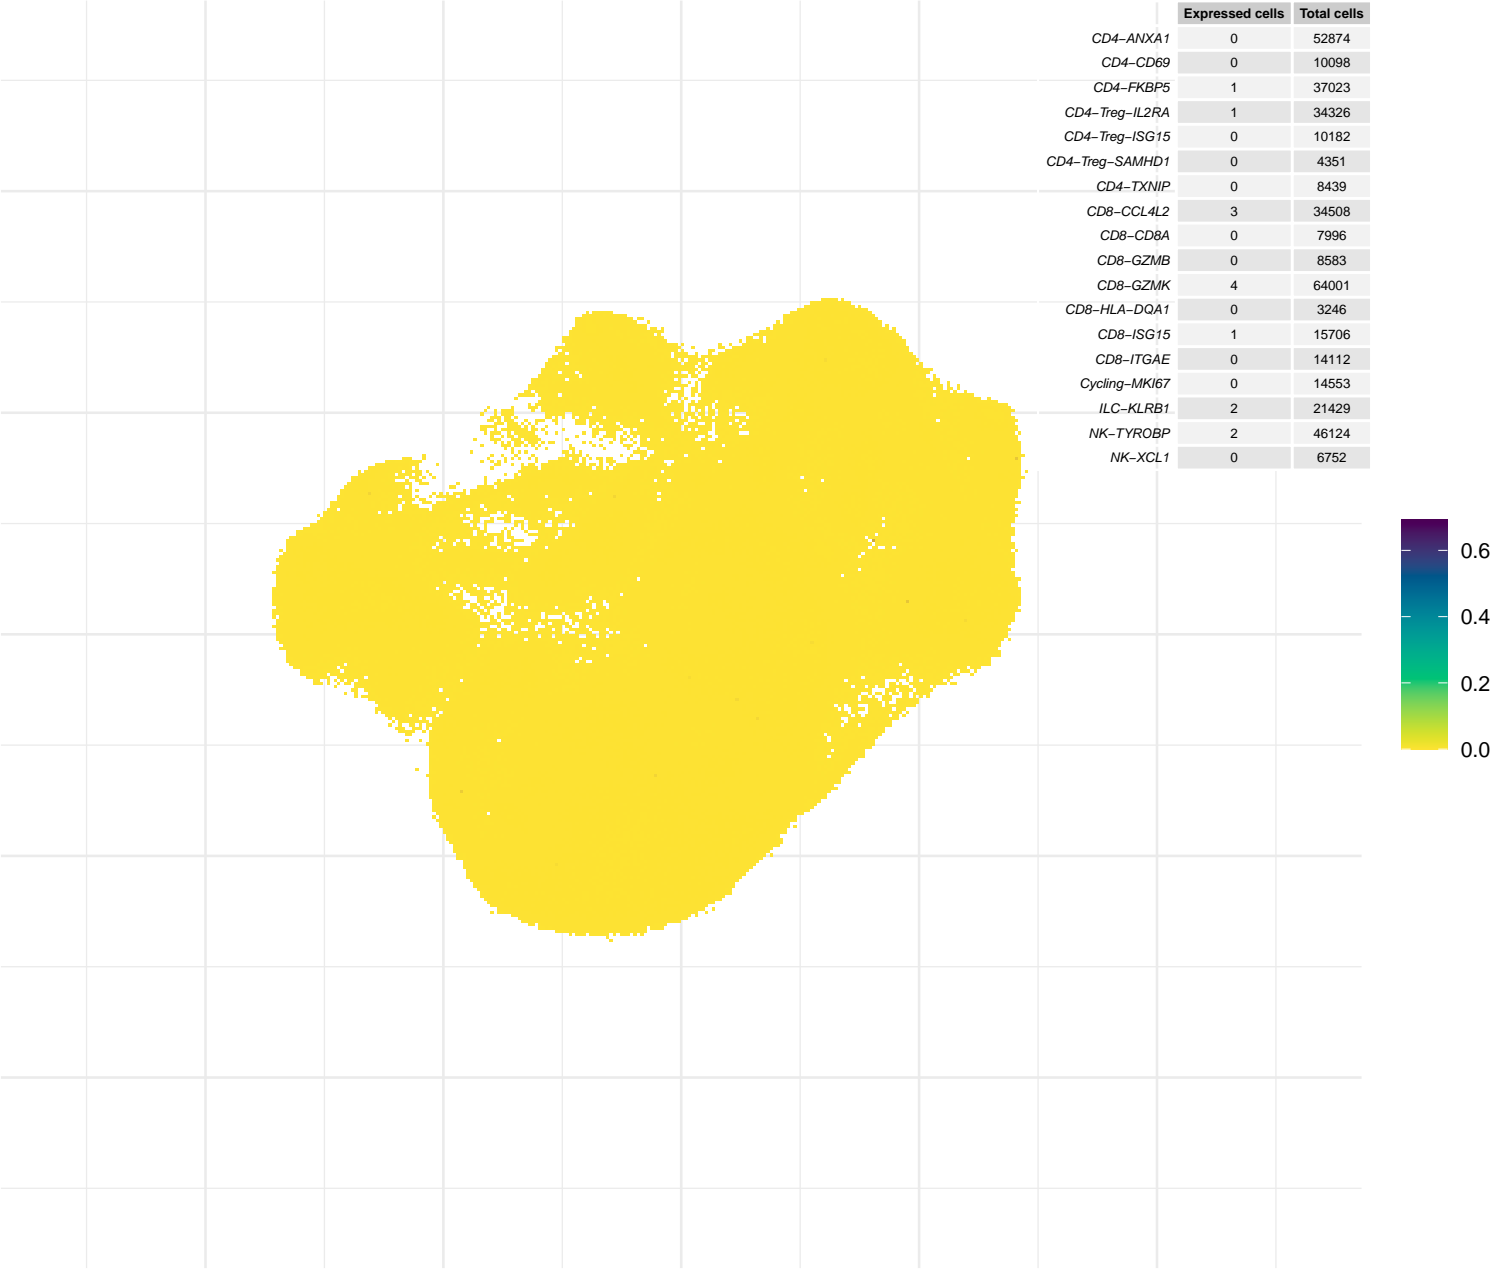 Expressed cells Total cells
CD4−ANXA1 0 52874
CD4−CD69 0 10098
CD4−FKBP5 1 37023
CD4−Treg−IL2RA 1 34326
CD4−Treg−ISG15 0 10182
CD4−Treg−SAMHD1 0 4351
CD4−TXNIP 0 8439
CD8−CCL4L2 3 34508
CD8−CD8A 0 7996
CD8−GZMB 0 8583
CD8−GZMK 4 64001
CD8−HLA−DQA1 0 3246
CD8−ISG15 1 15706
CD8−ITGAE 0 14112
Cycling−MKI67 0 14553
ILC−KLRB1 2 21429
NK−TYROBP 2 46124
NK−XCL1 0 6752
0.6
0.4
0.2
0.0